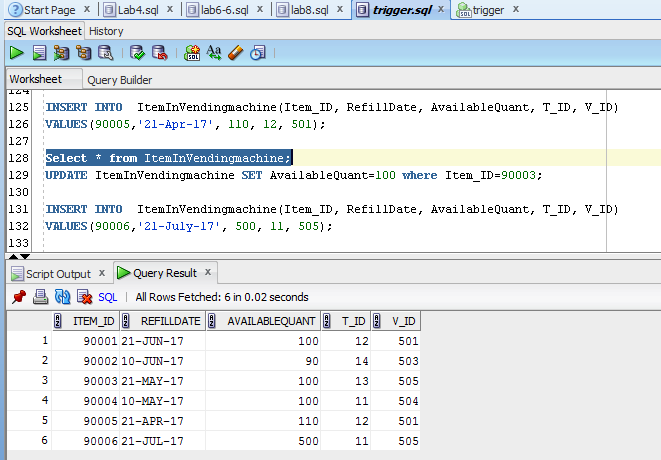 Start Page x Lab4.sql x lab6-6.sql x lab8.sql x trigger.sql x trigger x
SQL Worksheet History
Worksheet Query Builder
124
125 INSERT INTO ItemInVendingmachine(Item_ID, RefillDate, AvailableQuant, T_ID, V_ID)
126 VALUES(90005,'21-Apr-17', 110, 12, 501);
127
128 Select * from ItemInVendingmachine;
129 UPDATE ItemInVendingmachine SET AvailableQuant=100 where Item_ID=90003;
130
131 INSERT INTO ItemInVendingmachine(Item_ID, RefillDate, AvailableQuant, T_ID, V_ID)
132 VALUES(90006,'21-July-17', 500, 11, 505);
133
Script Output x Query Result x
SQL | All Rows Fetched: 6 in 0.02 seconds
ITEM_ID REFILLDATE AVAILABLEQUANT T_ID V_ID
1 90001 21-JUN-17 100 12 501
2 90002 10-JUN-17 90 14 503
3 90003 21-MAY-17 100 13 505
4 90004 10-MAY-17 100 11 504
5 90005 21-APR-17 110 12 501
6 90006 21-JUL-17 500 11 505